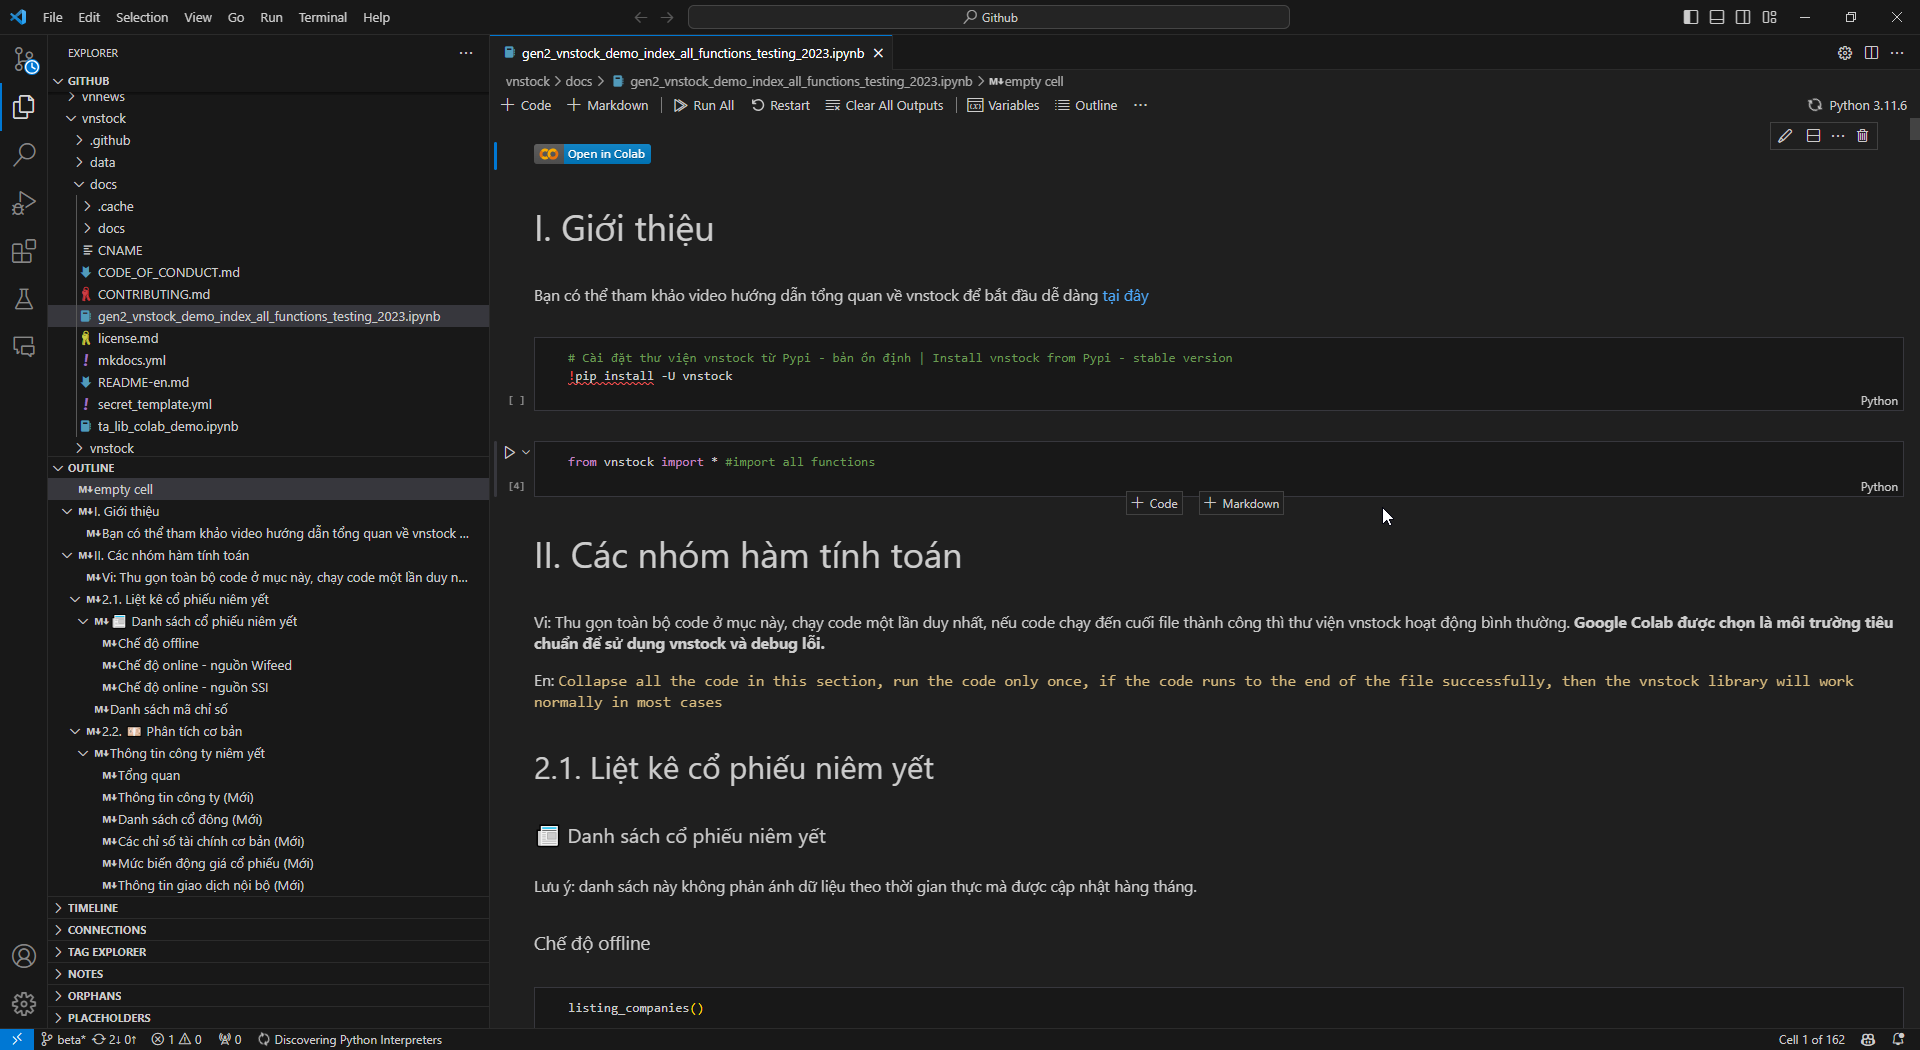 File Edit Selection View Go Run Terminal Help
Github
EXPLORER
GITHUB
vnnews
vnstock
.github
data
docs
.cache
docs
CNAME
CODE_OF_CONDUCT.md
CONTRIBUTING.md
gen2_vnstock_demo_index_all_functions_testing_2023.ipynb
license.md
mkdocs.yml
README-en.md
secret_template.yml
ta_lib_colab_demo.ipynb
vnstock
OUTLINE
M↓empty cell
M↓I. Giới thiệu
M↓Bạn có thể tham khảo video hướng dẫn tổng quan về vnstock ...
M↓II. Các nhóm hàm tính toán
M↓Vi: Thu gọn toàn bộ code ở mục này, chạy code một lần duy n...
M↓2.1. Liệt kê cổ phiếu niêm yết
M↓📰 Danh sách cổ phiếu niêm yết
M↓Chế độ offline
M↓Chế độ online - nguồn Wifeed
M↓Chế độ online - nguồn SSI
M↓Danh sách mã chỉ số
M↓2.2. 💴 Phân tích cơ bản
M↓Thông tin công ty niêm yết
M↓Tổng quan
M↓Thông tin công ty (Mới)
M↓Danh sách cổ đông (Mới)
M↓Các chỉ số tài chính cơ bản (Mới)
M↓Mức biến động giá cổ phiếu (Mới)
M↓Thông tin giao dịch nội bộ (Mới)
TIMELINE
CONNECTIONS
TAG EXPLORER
NOTES
ORPHANS
PLACEHOLDERS
gen2_vnstock_demo_index_all_functions_testing_2023.ipynb
vnstock > docs > gen2_vnstock_demo_index_all_functions_testing_2023.ipynb > M↓empty cell
+ Code + Markdown Run All Restart Clear All Outputs Variables Outline ... Python 3.11.6
Open in Colab
I. Giới thiệu
Bạn có thể tham khảo video hướng dẫn tổng quan về vnstock để bắt đầu dễ dàng tại đây
# Cài đặt thư viện vnstock từ Pypi - bản ổn định | Install vnstock from Pypi - stable version
!pip install -U vnstock
[ ] Python
from vnstock import * #import all functions
[4] Python
+ Code + Markdown
II. Các nhóm hàm tính toán
Vi: Thu gọn toàn bộ code ở mục này, chạy code một lần duy nhất, nếu code chạy đến cuối file thành công thì thư viện vnstock hoạt động bình thường. Google Colab được chọn là môi trường tiêu
chuẩn để sử dụng vnstock và debug lỗi.
En: Collapse all the code in this section, run the code only once, if the code runs to the end of the file successfully, then the vnstock library will work
normally in most cases
2.1. Liệt kê cổ phiếu niêm yết
📰 Danh sách cổ phiếu niêm yết
Lưu ý: danh sách này không phản ánh dữ liệu theo thời gian thực mà được cập nhật hàng tháng.
Chế độ offline
listing_companies()
beta* 2↓ 0↑ 1 0 0 Discovering Python Interpreters Cell 1 of 162